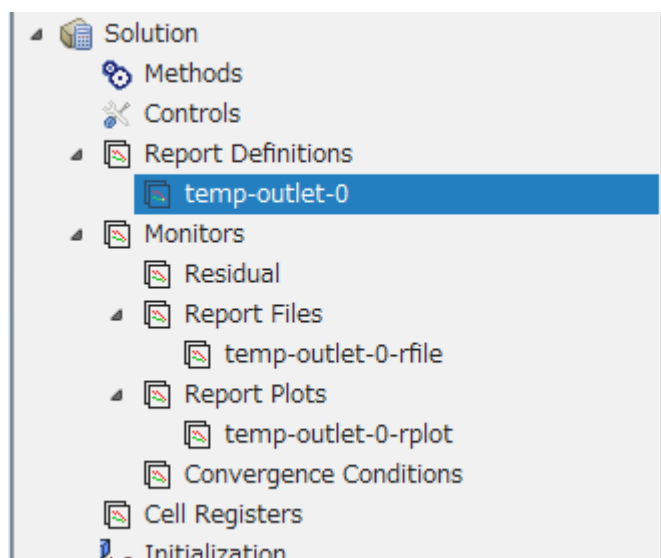 Solution
Methods
Controls
Report Definitions
temp-outlet-0
Monitors
Residual
Report Files
temp-outlet-0-rfile
Report Plots
temp-outlet-0-rplot
Convergence Conditions
Cell Registers
Initialization